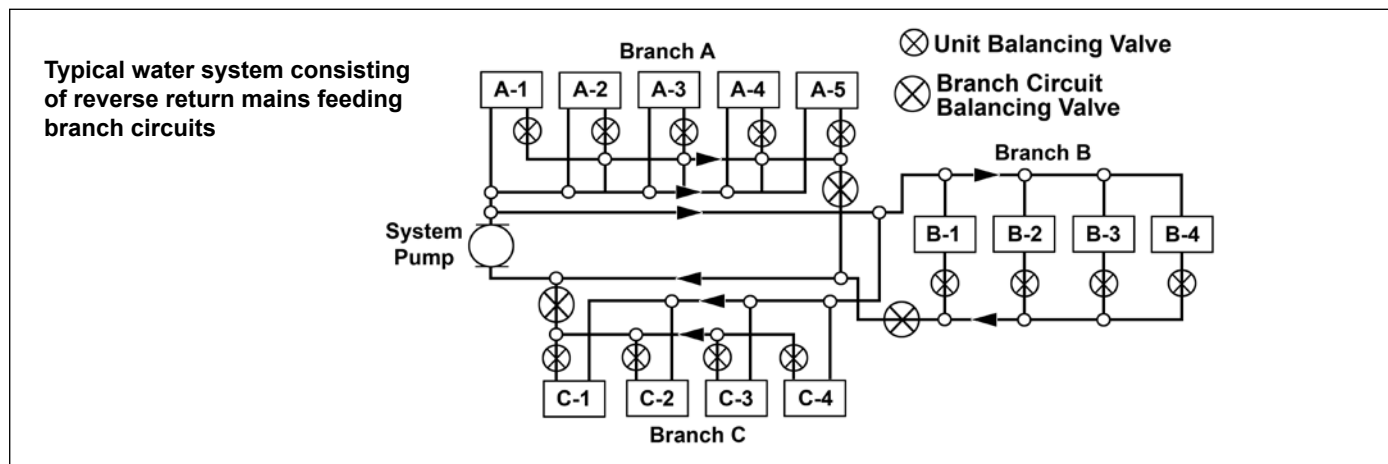 Typical water system consisting
of reverse return mains feeding
branch circuits
Branch A
A-1 A-2 A-3 A-4 A-5
Unit Balancing Valve
Branch Circuit
Balancing Valve
Branch B
B-1 B-2 B-3 B-4
System
Pump
C-1 C-2 C-3 C-4
Branch C